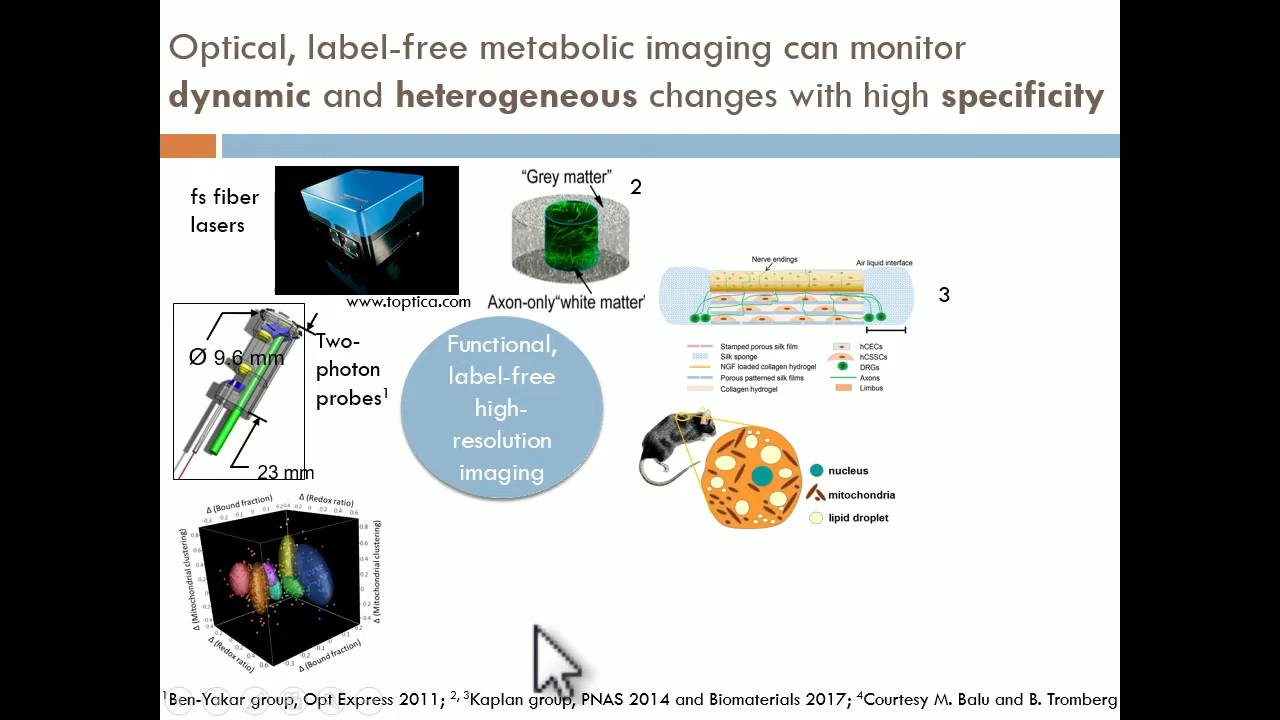 Optical, label-free metabolic imaging can monitor
dynamic and heterogeneous changes with high specificity
fs fiber
lasers
www.toptica.com
"Grey matter"
2
Axon-only"white matter'
Nerve endings
Air liquid interface
3
Stamped porous silk film
Silk sponge
NGF loaded collagen hydrogel
Porous patterned silk films
Collagen hydrogel
hCECs
hCSSCs
DRGs
Axons
Limbus
Ø 9.6 mm
23 mm
Two-
photon
probes¹
Functional,
label-free
high-
resolution
imaging
nucleus
mitochondria
lipid droplet
Δ (Bound fraction)
Δ (Redox ratio)
Δ (Mitochondrial clustering)
Δ (Mitochondrial clustering)
Δ (Redox ratio)
Δ (Bound fraction)
¹Ben-Yakar group, Opt Express 2011; ²˒ ³Kaplan group, PNAS 2014 and Biomaterials 2017; ⁴Courtesy M. Balu and B. Tromberg